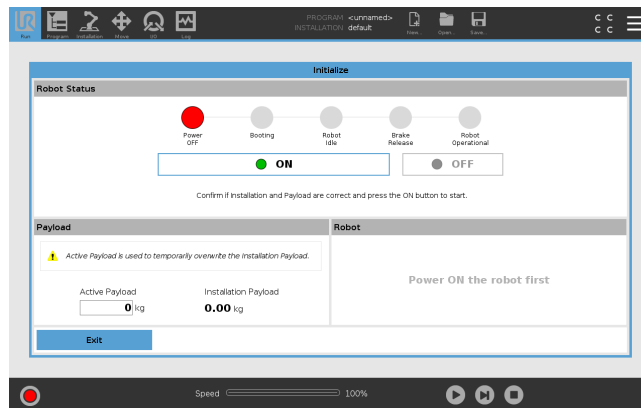 UR
PROGRAM <unnamed>
INSTALLATION default
Run Program Installation Move I/O Log New... Open... Save...
C C
C C
Initialize
Robot Status
Power OFF
Booting
Robot Idle
Brake Release
Robot Operational
ON
OFF
Confirm if Installation and Payload are correct and press the ON button to start.
Payload
Robot
Active Payload is used to temporarily overwrite the Installation Payload.
Active Payload
Installation Payload
0 kg
0.00 kg
Power ON the robot first
Exit
Speed
100%